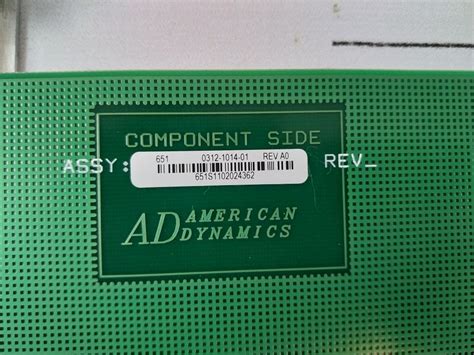 COMPONENT SIDE
ASSY: 651 0312-1014-01 REV A0 REV_
651S1102024362
AD AMERICAN
DYNAMICS